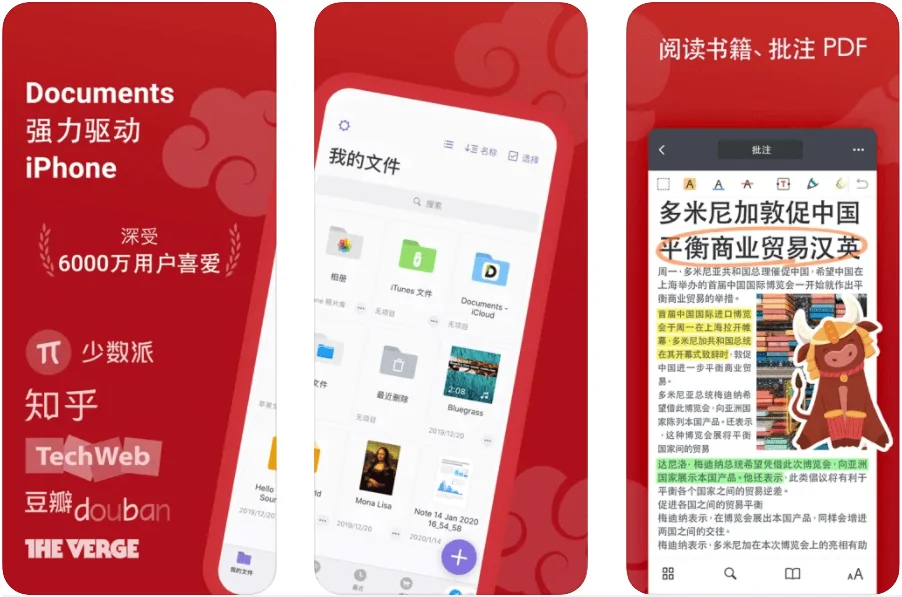 Documents
强力驱动
iPhone
深受
6000万用户喜爱
少数派
知乎
TechWeb
豆瓣douban
THE VERGE
Hello
Sour
2019/12/20
我的文件
名称
选择
我的文件
搜索
相册
iTunes 文件
Documents -
iCloud
ne 照片库
无项目
无项目
文件
最近删除
2:08
Bluegrass
无项目
2019/12/20
Mona Lisa
Note 14 Jan 2020
16_54_58
2019/12/20
2020/1/14
最近
阅读书籍、批注 PDF
批注
多米尼加敦促中国
平衡商业贸易汉英
周一,多米尼亚共和国总理催促中国,希望中国在
上海举办的首届中国国际博览会一开始就作出平
衡商业贸易的举措。
首届中国国际进口博览
会于周一在上海拉开帷
幕,多米尼加共和国总统
在其开幕式致辞时,敦促
中国进一步平衡商业贸
易。
多米尼亚总统梅迪纳希
望借此博览会,向亚洲国
家陈列本国产品。还表示
,这种博览会展将平衡
国家间的贸易
达尼洛·梅迪纳总统希望凭借此次博览会,向亚洲
国家展示本国产品。他还表示,此类倡议将有利于
平衡各个国家之间的贸易逆差。
促进各国之间的贸易平衡
梅迪纳表示,在博览会展出本国产品,同样会增进
两国之间的交往。
梅迪纳表示,多米尼加在本次博览会上的亮相有助
AA